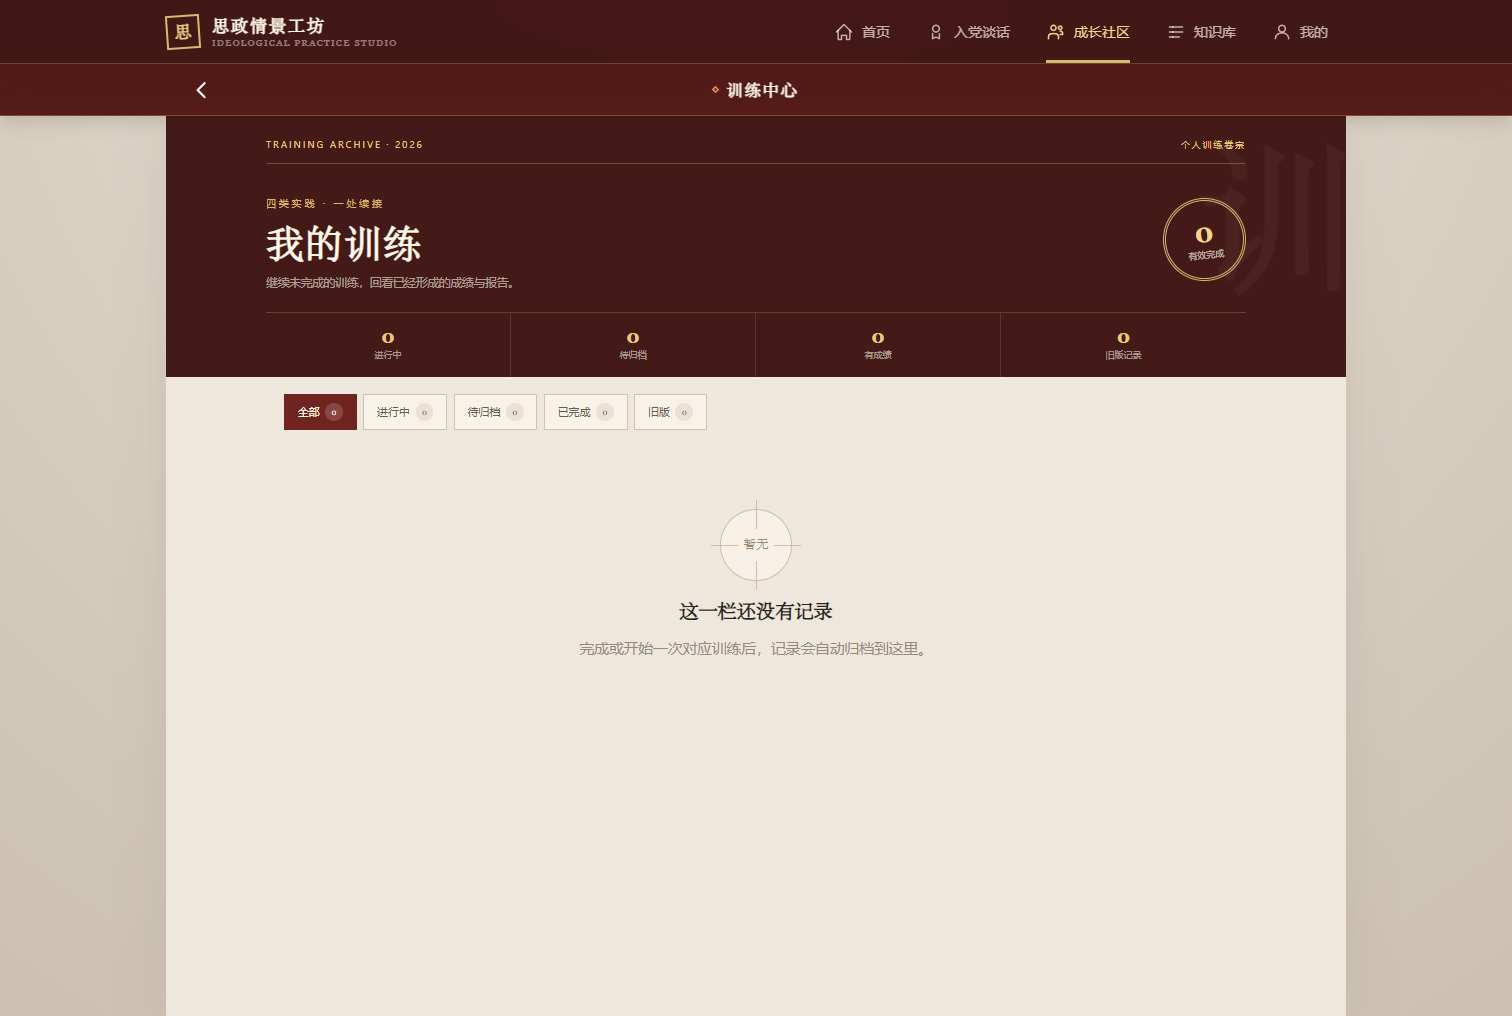 思
思政情景工坊
IDEOLOGICAL PRACTICE STUDIO
首页
入党谈话
成长社区
知识库
我的
训练中心
TRAINING ARCHIVE · 2026
个人训练卷宗
训
四类实践 · 一处续接
我的训练
继续未完成的训练，回看已经形成的成绩与报告。
0
有效完成
0
进行中
0
待归档
0
有成绩
0
旧版记录
全部 0
进行中 0
待归档 0
已完成 0
旧版 0
暂无
这一栏还没有记录
完成或开始一次对应训练后，记录会自动归档到这里。